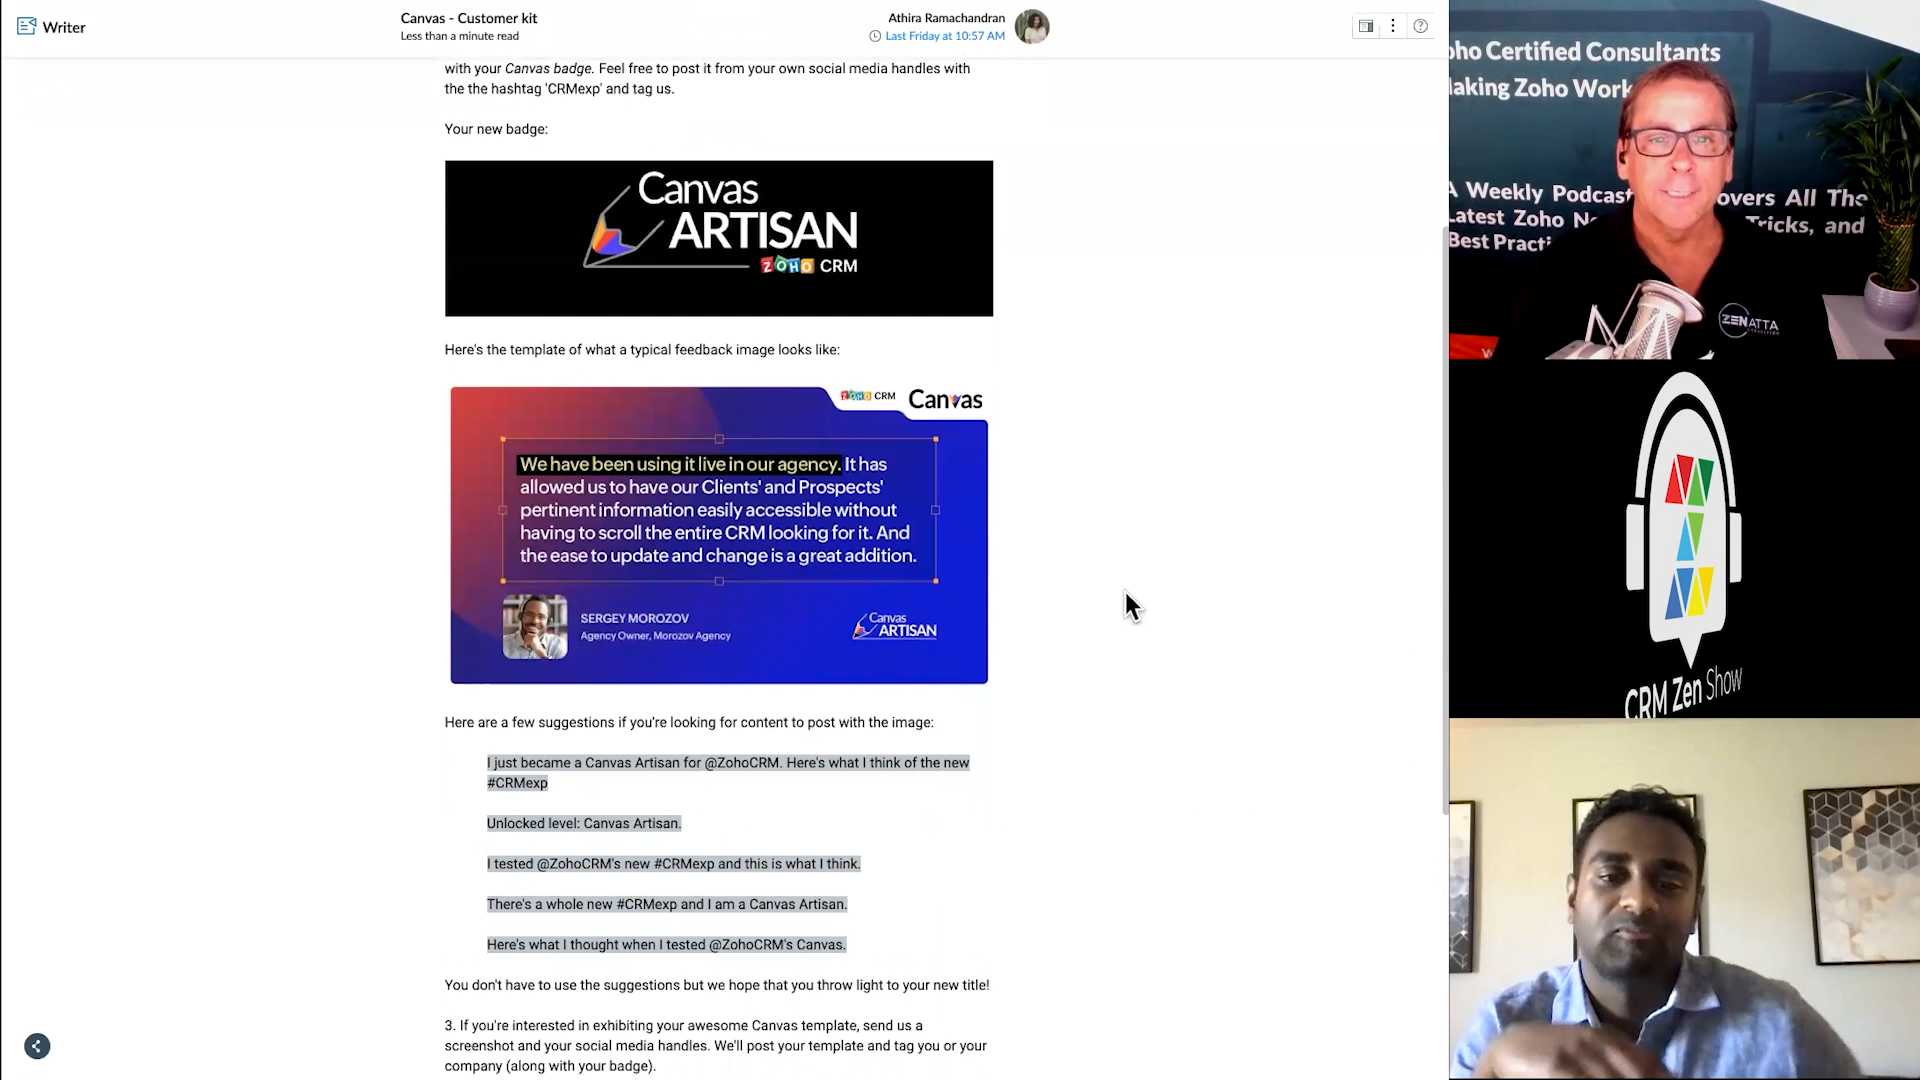 Writer
Canvas - Customer kit
Less than a minute read
Athira Ramachandran
Last Friday at 10:57 AM
with your Canvas badge. Feel free to post it from your own social media handles with
the the hashtag 'CRMexp' and tag us.
Your new badge:
Canvas
ARTISAN
ZOHO CRM
Here's the template of what a typical feedback image looks like:
ZOHO CRM Canvas
We have been using it live in our agency. It has
allowed us to have our Clients' and Prospects'
pertinent information easily accessible without
having to scroll the entire CRM looking for it. And
the ease to update and change is a great addition.
SERGEY MOROZOV
Agency Owner, Morozov Agency
Canvas
ARTISAN
Here are a few suggestions if you're looking for content to post with the image:
I just became a Canvas Artisan for @ZohoCRM. Here's what I think of the new
#CRMexp
Unlocked level: Canvas Artisan.
I tested @ZohoCRM's new #CRMexp and this is what I think.
There's a whole new #CRMexp and I am a Canvas Artisan.
Here's what I thought when I tested @ZohoCRM's Canvas.
You don't have to use the suggestions but we hope that you throw light to your new title!
3. If you're interested in exhibiting your awesome Canvas template, send us a
screenshot and your social media handles. We'll post your template and tag you or your
company (along with your badge).
oho Certified Consultants
aking Zoho Work
A Weekly Podcast overs All The
Latest Zoho N Tricks, and
Best Practi
ZENATTA
CRM Zen Show